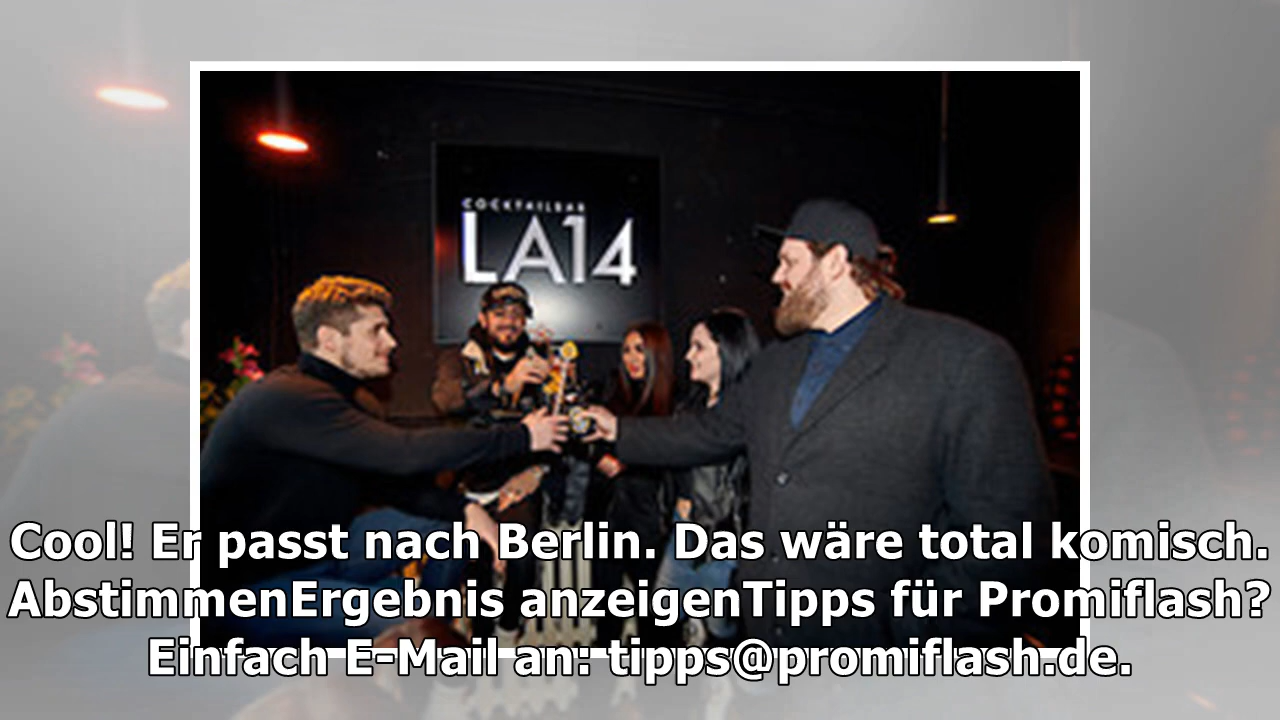 COCKTAILBAR
LA14
Cool! Er passt nach Berlin. Das wäre total komisch.
AbstimmenErgebnis anzeigenTipps für Promiflash?
Einfach E-Mail an: tipps@promiflash.de.